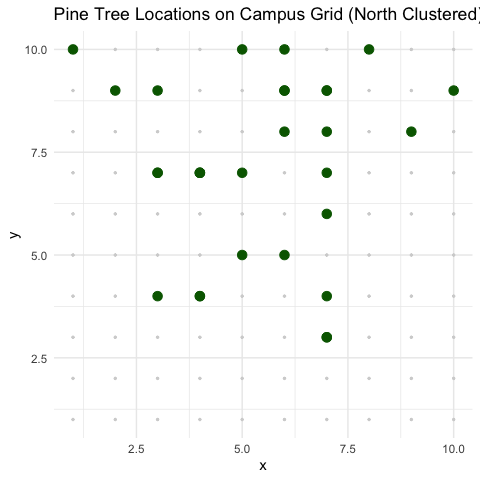 Pine Tree Locations on Campus Grid (North Clustered)
10.0
7.5
y
5.0
2.5
2.5 5.0 7.5 10.0
x